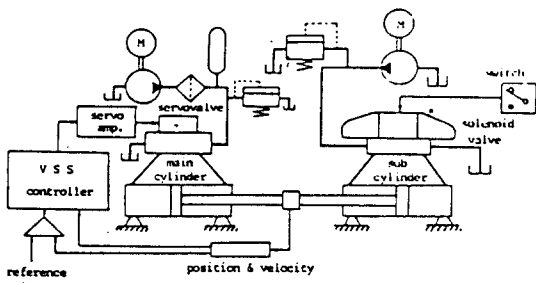 M
M
switch
servovalve
servo
amp.
solenoid
valve
V S S
controller
main
cylinder
sub
cylinder
position & velocity
reference